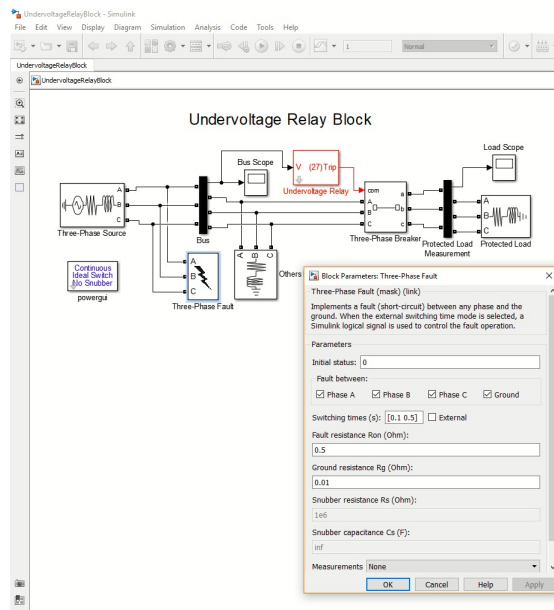 UndervoltageRelayBlock - Simulink
File Edit View Display Diagram Simulation Analysis Code Tools Help
1
Normal
UndervoltageRelayBlock
UndervoltageRelayBlock
Undervoltage Relay Block
Load Scope
Bus Scope
V (27) Trip
Undervoltage Relay
A
B
C
Three-Phase Source
Bus
com
A
B
C
a
b
c
Three-Phase Breaker
Protected Load
Measurement
A
B
C
Protected Load
Continuous
Ideal Switch
No Snubber
powergui
A
B
C
Three-Phase Fault
A
B
C
Others
Block Parameters: Three-Phase Fault
Three-Phase Fault (mask) (link)
Implements a fault (short-circuit) between any phase and the
ground. When the external switching time mode is selected, a
Simulink logical signal is used to control the fault operation.
Parameters
Initial status: 0
Fault between:
Phase A Phase B Phase C Ground
Switching times (s): [0.1 0.5] External
Fault resistance Ron (Ohm):
0.5
Ground resistance Rg (Ohm):
0.01
Snubber resistance Rs (Ohm):
1e6
Snubber capacitance Cs (F):
inf
Measurements None
OK Cancel Help Apply